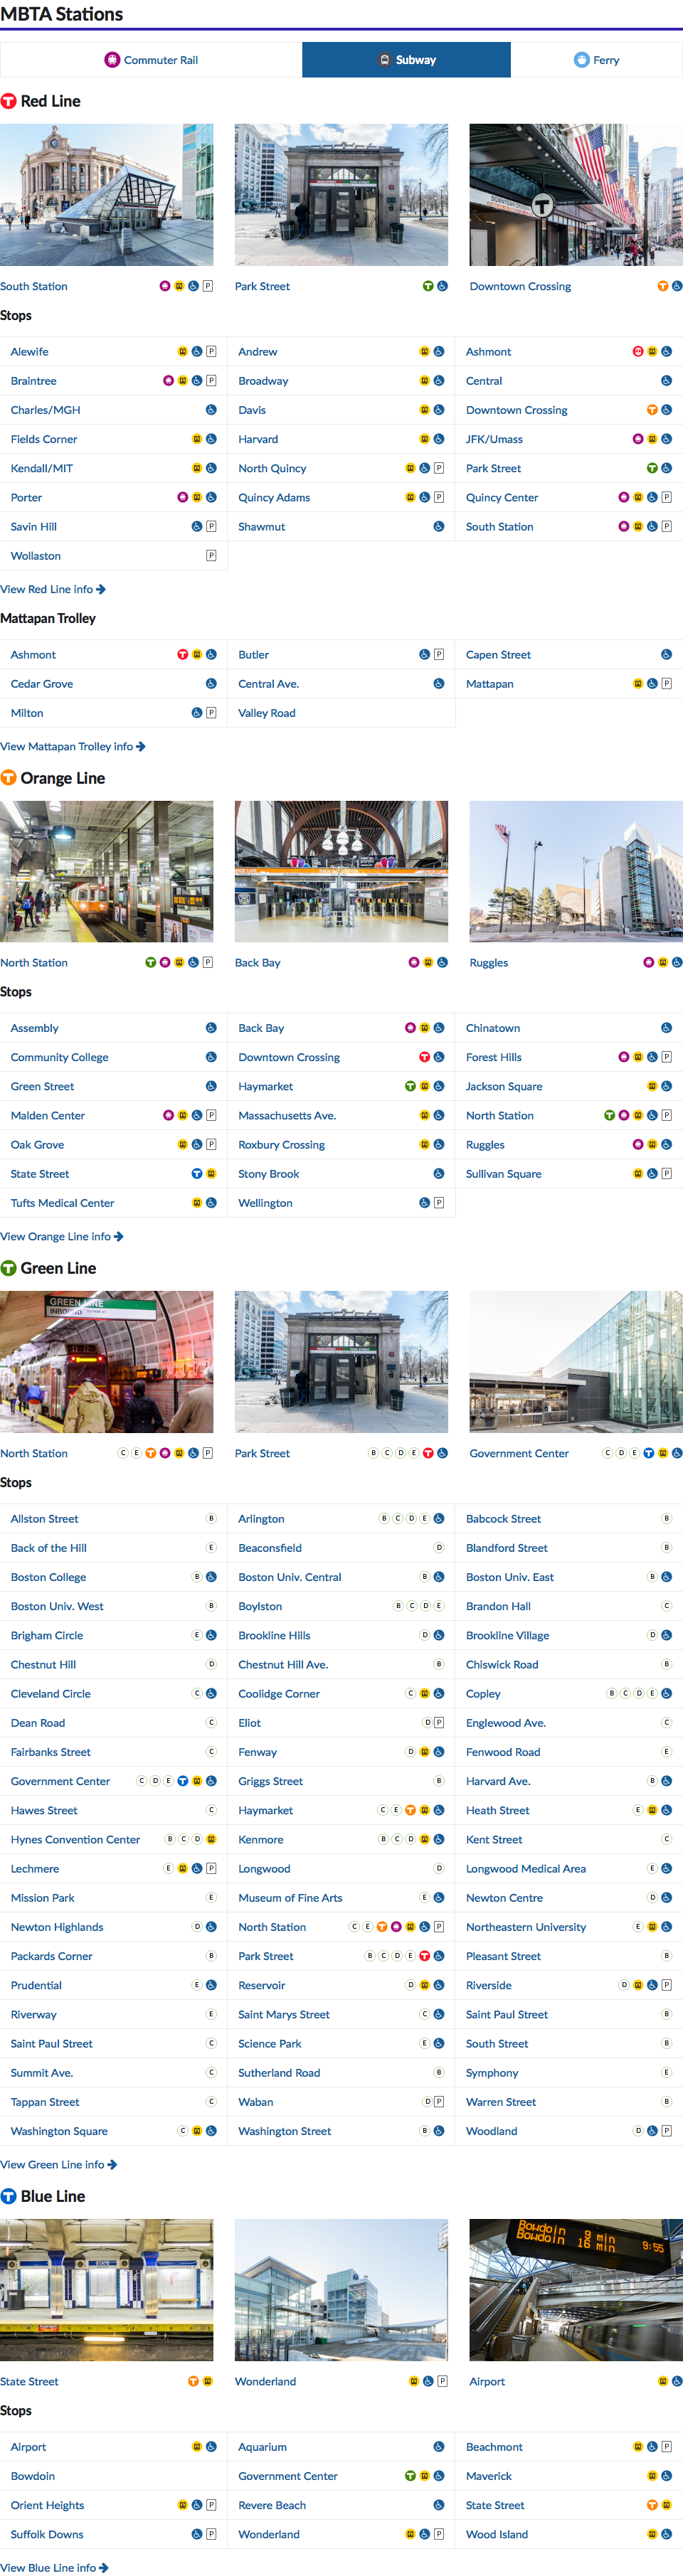 MBTA Stations
Commuter Rail Subway Ferry
T Red Line
DOWNTOWN CROSSING
T
South Station P Park Street T Downtown Crossing T
Stops
Alewife P Andrew Ashmont
Braintree P Broadway Central
Charles/MGH Davis Downtown Crossing T
Fields Corner Harvard JFK/Umass
Kendall/MIT North Quincy P Park Street T
Porter Quincy Adams P Quincy Center P
Savin Hill P Shawmut South Station P
Wollaston P
View Red Line info
Mattapan Trolley
Ashmont T Butler P Capen Street
Cedar Grove Central Ave. Mattapan P
Milton P Valley Road
View Mattapan Trolley info
T Orange Line
North Station T P Back Bay Ruggles
Stops
Assembly Back Bay Chinatown
Community College Downtown Crossing T Forest Hills P
Green Street Haymarket T Jackson Square
Malden Center P Massachusetts Ave. North Station T P
Oak Grove P Roxbury Crossing Ruggles
State Street T Stony Brook Sullivan Square P
Tufts Medical Center Wellington P
View Orange Line info
T Green Line
GREEN LINE
INBOUND
North Station C E T P Park Street B C D E T Government Center C D E T
Stops
Allston Street B Arlington B C D E Babcock Street B
Back of the Hill E Beaconsfield D Blandford Street B
Boston College B Boston Univ. Central B Boston Univ. East B
Boston Univ. West B Boylston B C D E Brandon Hall C
Brigham Circle E Brookline Hills D Brookline Village D
Chestnut Hill D Chestnut Hill Ave. B Chiswick Road B
Cleveland Circle C Coolidge Corner C Copley B C D E
Dean Road C Eliot D P Englewood Ave. C
Fairbanks Street C Fenway D Fenwood Road E
Government Center C D E T Griggs Street B Harvard Ave. B
Hawes Street C Haymarket C E T Heath Street E
Hynes Convention Center B C D Kenmore B C D Kent Street C
Lechmere E P Longwood D Longwood Medical Area E
Mission Park E Museum of Fine Arts E Newton Centre D
Newton Highlands D North Station C E T P Northeastern University E
Packards Corner B Park Street B C D E T Pleasant Street B
Prudential E Reservoir D Riverside D P
Riverway E Saint Marys Street C Saint Paul Street B
Saint Paul Street C Science Park E South Street B
Summit Ave. C Sutherland Road B Symphony E
Tappan Street C Waban D P Warren Street B
Washington Square C Washington Street B Woodland D P
View Green Line info
T Blue Line
Bowdoin 9 min
Bowdoin 16 min 9:55
State Street T Wonderland P Airport
Stops
Airport Aquarium Beachmont P
Bowdoin Government Center T Maverick
Orient Heights P Revere Beach State Street T
Suffolk Downs P Wonderland P Wood Island
View Blue Line info